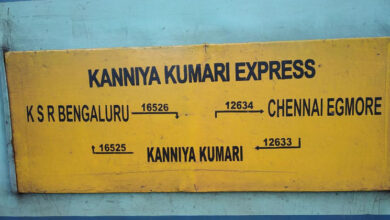 KANNIYA KUMARI EXPRESS
K S R BENGALURU 16526 12634 CHENNAI EGMORE
16525 KANNIYA KUMARI 12633